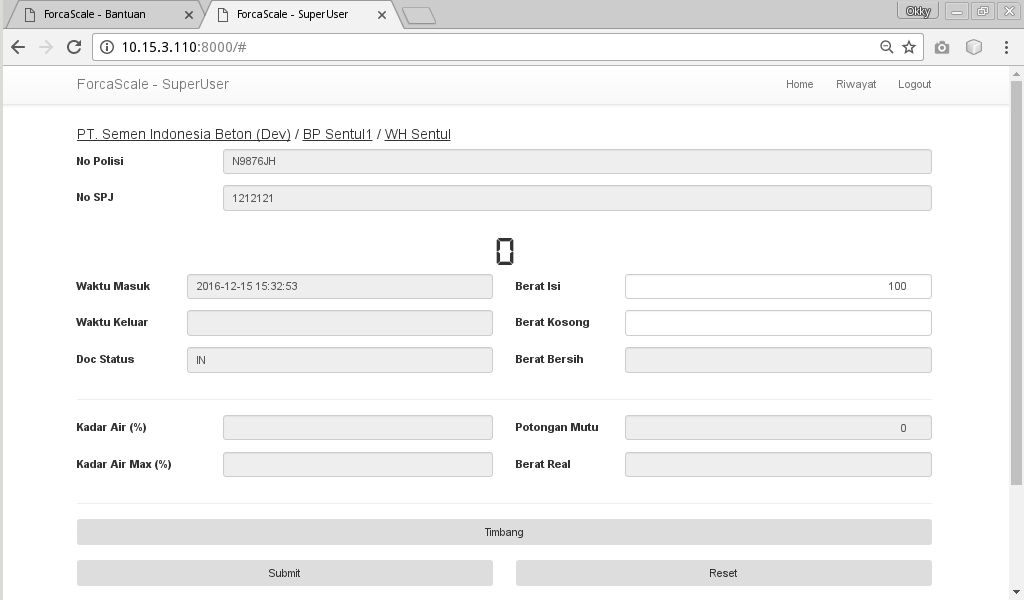 ForcaScale - Bantuan ForcaScale - SuperUser Okky
10.15.3.110:8000/#
ForcaScale - SuperUser Home Riwayat Logout
PT. Semen Indonesia Beton (Dev) / BP Sentul1 / WH Sentul
No Polisi N9876JH
No SPJ 1212121
0
Waktu Masuk 2016-12-15 15:32:53 Berat Isi 100
Waktu Keluar Berat Kosong
Doc Status IN Berat Bersih
Kadar Air (%) Potongan Mutu 0
Kadar Air Max (%) Berat Real
Timbang
Submit Reset